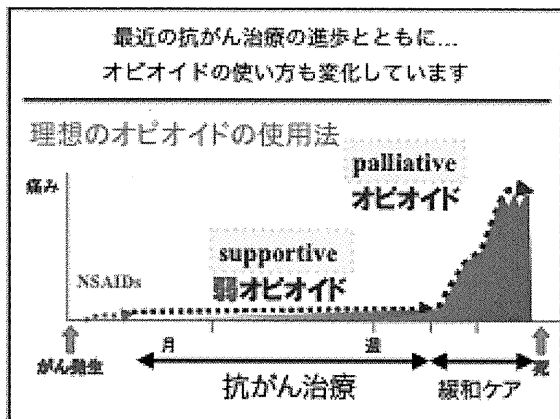 最近の抗がん治療の進歩とともに...
オピオイドの使い方も変化しています
理想のオピオイドの使用法
palliative
オピオイド
痛み
supportive
弱オピオイド
NSAIDs
月
週
がん発生
死
抗がん治療
緩和ケア